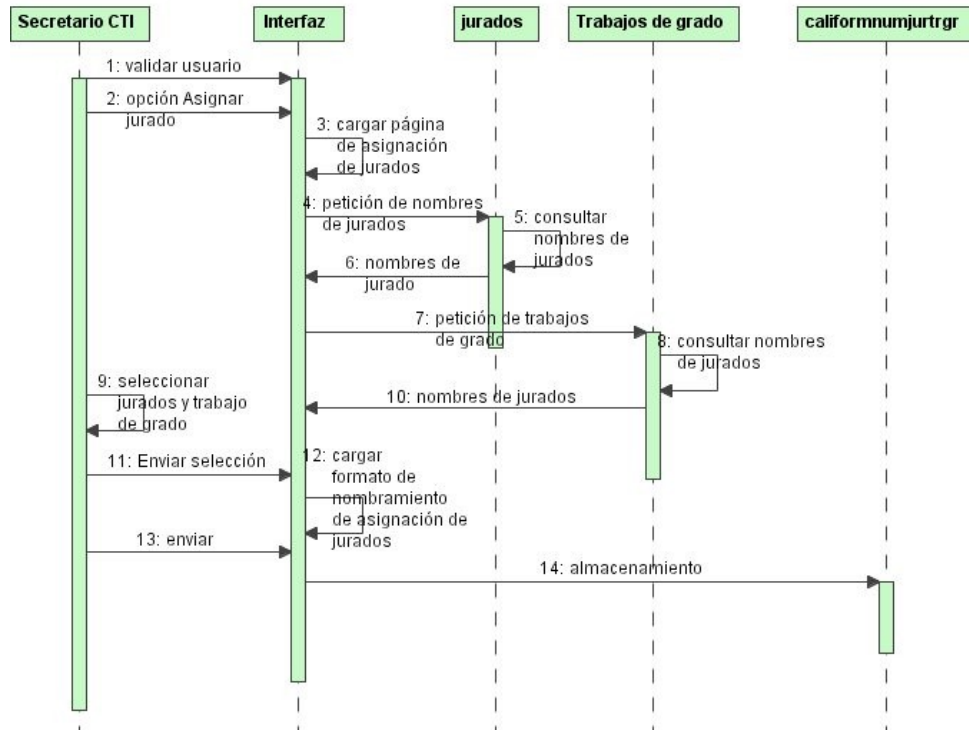 Secretario CTI
Interfaz
jurados
Trabajos de grado
califormnumjurtrgr
1: validar usuario
2: opción Asignar
jurado
3: cargar página
de asignación
de jurados
4: petición de nombres
de jurados
5: consultar
nombres de
jurados
6: nombres de
jurado
7: petición de trabajos
de grado
8: consultar nombres
de jurados
9: seleccionar
jurados y trabajo
de grado
10: nombres de jurados
11: Enviar selección
12: cargar
formato de
nombramiento
de asignación de
jurados
13: enviar
14: almacenamiento